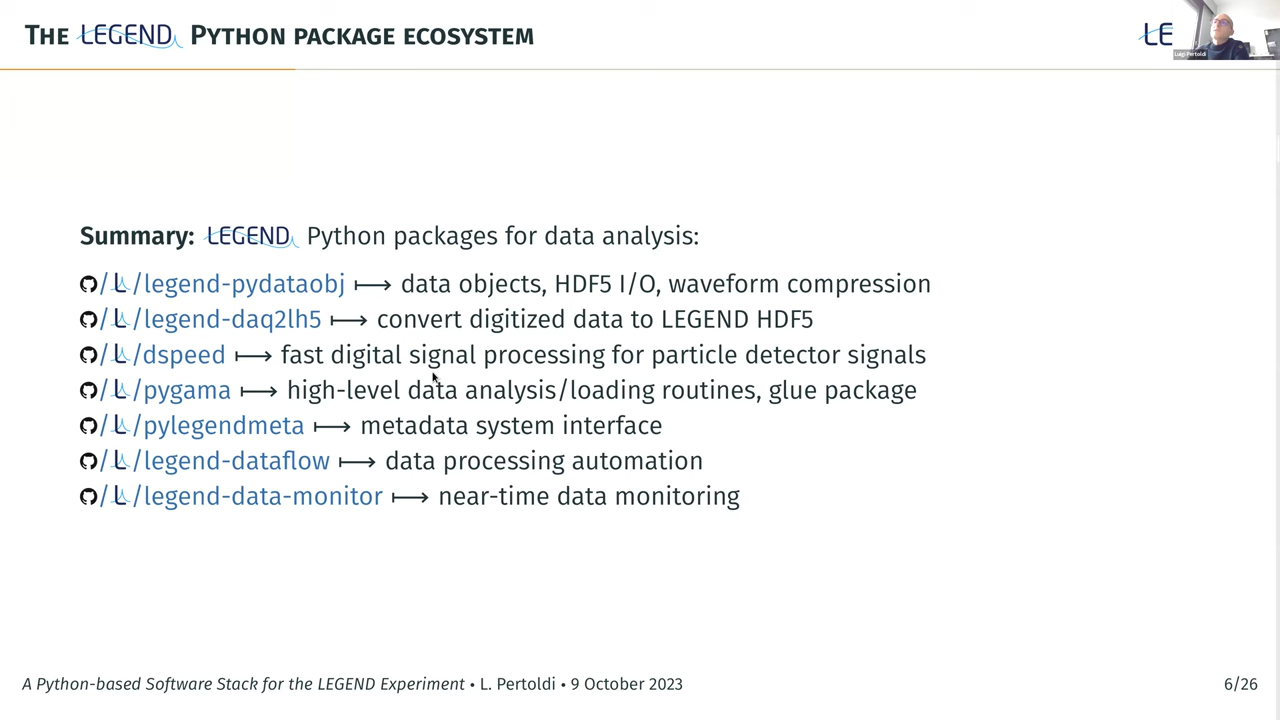 THE LEGEND PYTHON PACKAGE ECOSYSTEM
LE
Luigi Pertoldi
Summary: LEGEND Python packages for data analysis:
/L/legend-pydataobj ⟼ data objects, HDF5 I/O, waveform compression
/L/legend-daq2lh5 ⟼ convert digitized data to LEGEND HDF5
/L/dspeed ⟼ fast digital signal processing for particle detector signals
/L/pygama ⟼ high-level data analysis/loading routines, glue package
/L/pylegendmeta ⟼ metadata system interface
/L/legend-dataflow ⟼ data processing automation
/L/legend-data-monitor ⟼ near-time data monitoring
A Python-based Software Stack for the LEGEND Experiment • L. Pertoldi • 9 October 2023
6/26